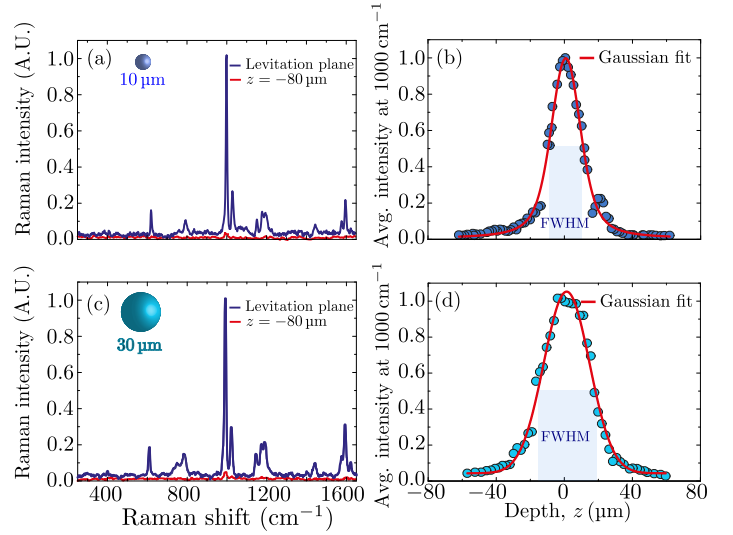 (a)
10 µm
Levitation plane
z = −80 µm
Raman intensity (A.U.)
1.0
0.8
0.6
0.4
0.2
0.0
(b)
Gaussian fit
FWHM
Avg. intensity at 1000 cm⁻¹
1.0
0.8
0.6
0.4
0.2
0.0
(c)
30 µm
Levitation plane
z = −80 µm
Raman intensity (A.U.)
1.0
0.8
0.6
0.4
0.2
0.0
400 800 1200 1600
Raman shift (cm⁻¹)
(d)
Gaussian fit
FWHM
Avg. intensity at 1000 cm⁻¹
1.0
0.8
0.6
0.4
0.2
0.0
−80 −40 0 40 80
Depth, z (µm)